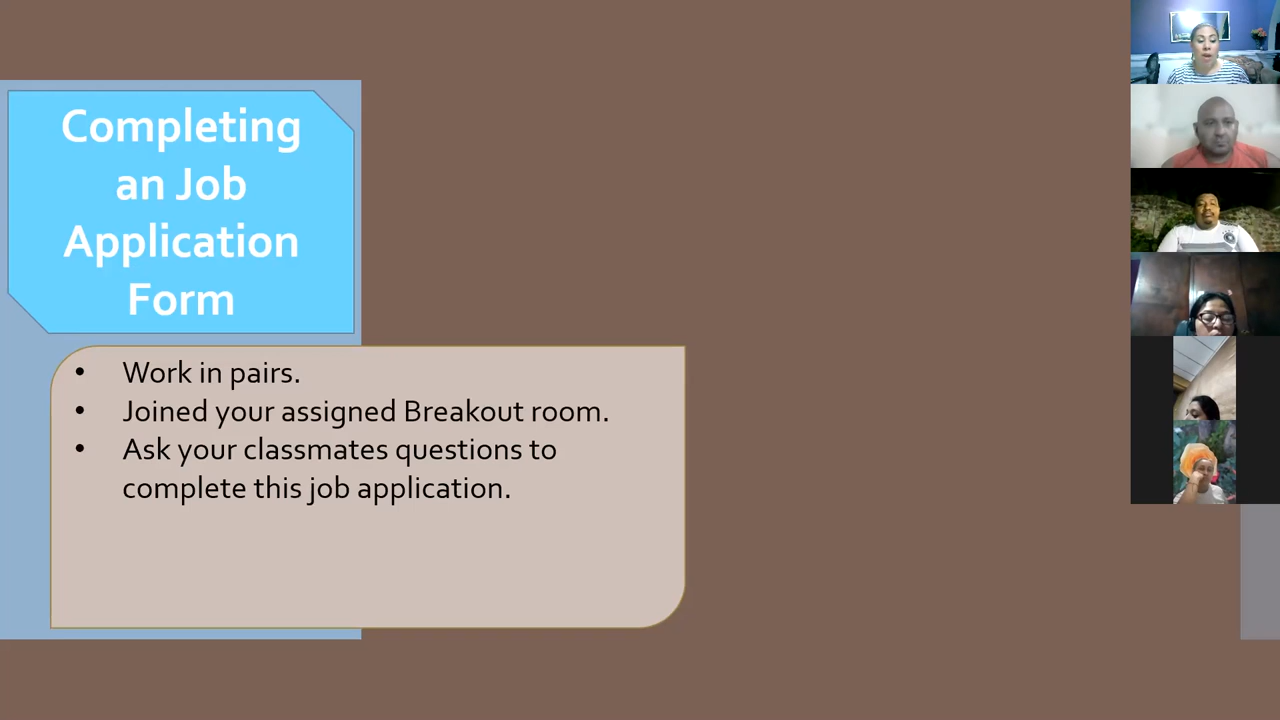 Completing
an Job
Application
Form
• Work in pairs.
• Joined your assigned Breakout room.
• Ask your classmates questions to
complete this job application.